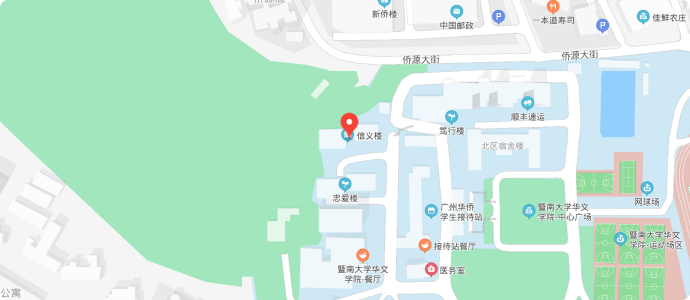 新侨楼
中国邮政
一本道寿司
佳鲜农庄
侨源大街
侨源大街
顺丰速运
信义楼
笃行楼
北区宿舍楼
忠爱楼
网球场
广州华侨
学生接待站
暨南大学华文
学院-中心广场
暨南大学华文
学院-运动场区
接待站餐厅
暨南大学华文
学院-餐厅
医务室
公寓